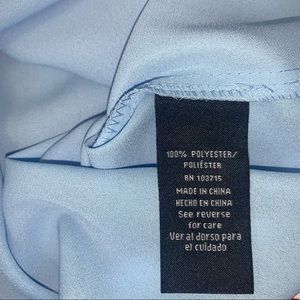 100% POLYESTER/
POLIÉSTER
RN 103715
MADE IN CHINA
HECHO EN CHINA
See reverse
for care
Ver al dorso para
el cuidado